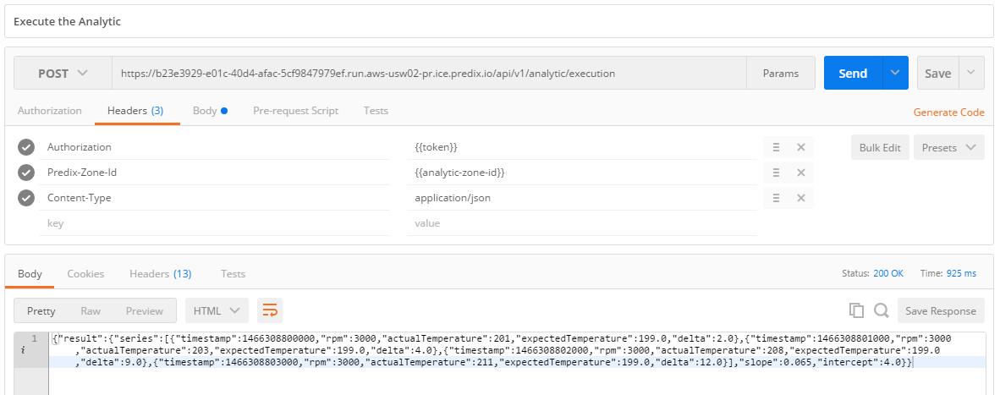 Execute the Analytic
POST https://b23e3929-e01c-40d4-afac-5cf9847979ef.run.aws-usw02-pr.ice.predix.io/api/v1/analytic/execution Params Send Save
Authorization Headers (3) Body Pre-request Script Tests Generate Code
Authorization {{token}} Bulk Edit Presets
Predix-Zone-Id {{analytic-zone-id}}
Content-Type application/json
key value
Body Cookies Headers (13) Tests Status: 200 OK Time: 925 ms
Pretty Raw Preview HTML Save Response
1 {"result":{"series":[{"timestamp":1466308800000,"rpm":3000,"actualTemperature":201,"expectedTemperature":199.0,"delta":2.0},{"timestamp":1466308801000,"rpm":3000
i ,"actualTemperature":203,"expectedTemperature":199.0,"delta":4.0},{"timestamp":1466308802000,"rpm":3000,"actualTemperature":208,"expectedTemperature":199.0
,"delta":9.0},{"timestamp":1466308803000,"rpm":3000,"actualTemperature":211,"expectedTemperature":199.0,"delta":12.0}],"slope":0.065,"intercept":4.0}}